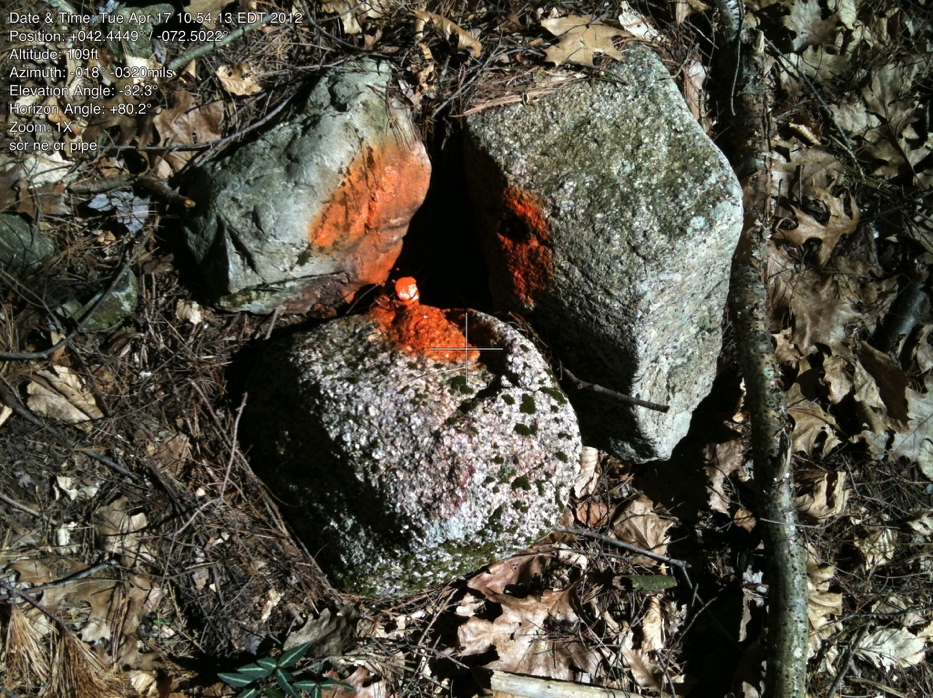 Date & Time: Tue Apr 17 10:54:13 EDT 2012
Position: +042.4449° / -072.5022°
Altitude: 109ft
Azimuth: -018° -0320mils
Elevation Angle: -32.3°
Horizon Angle: +80.2°
Zoom: 1X
scr ne cr pipe